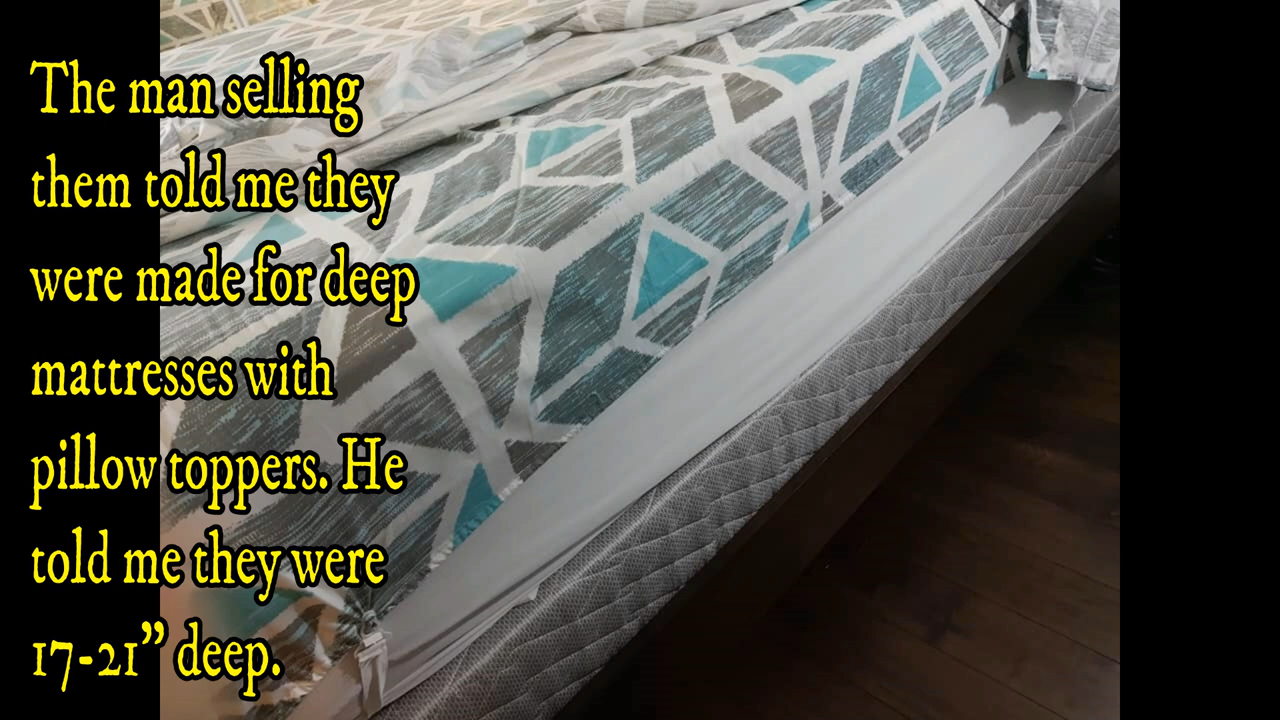 The man selling
them told me they
were made for deep
mattresses with
pillow toppers. He
told me they were
17-21” deep.